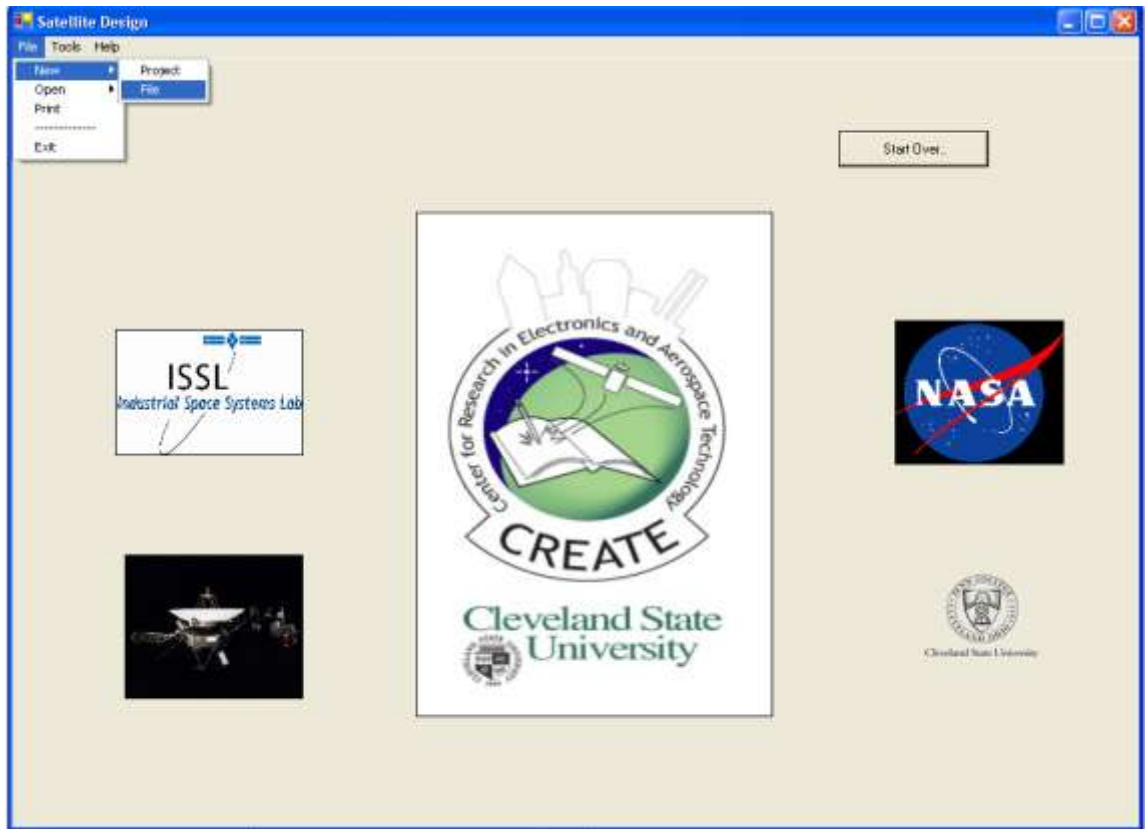 Satellite Design
File Tools Help
New
Project
Open
File
Print
--------------
Exit
Start Over..
ISSL
Industrial Space Systems Lab
Center for Research in Electronics and Aerospace Technology
CREATE
Cleveland State
University
NASA
Cleveland State University